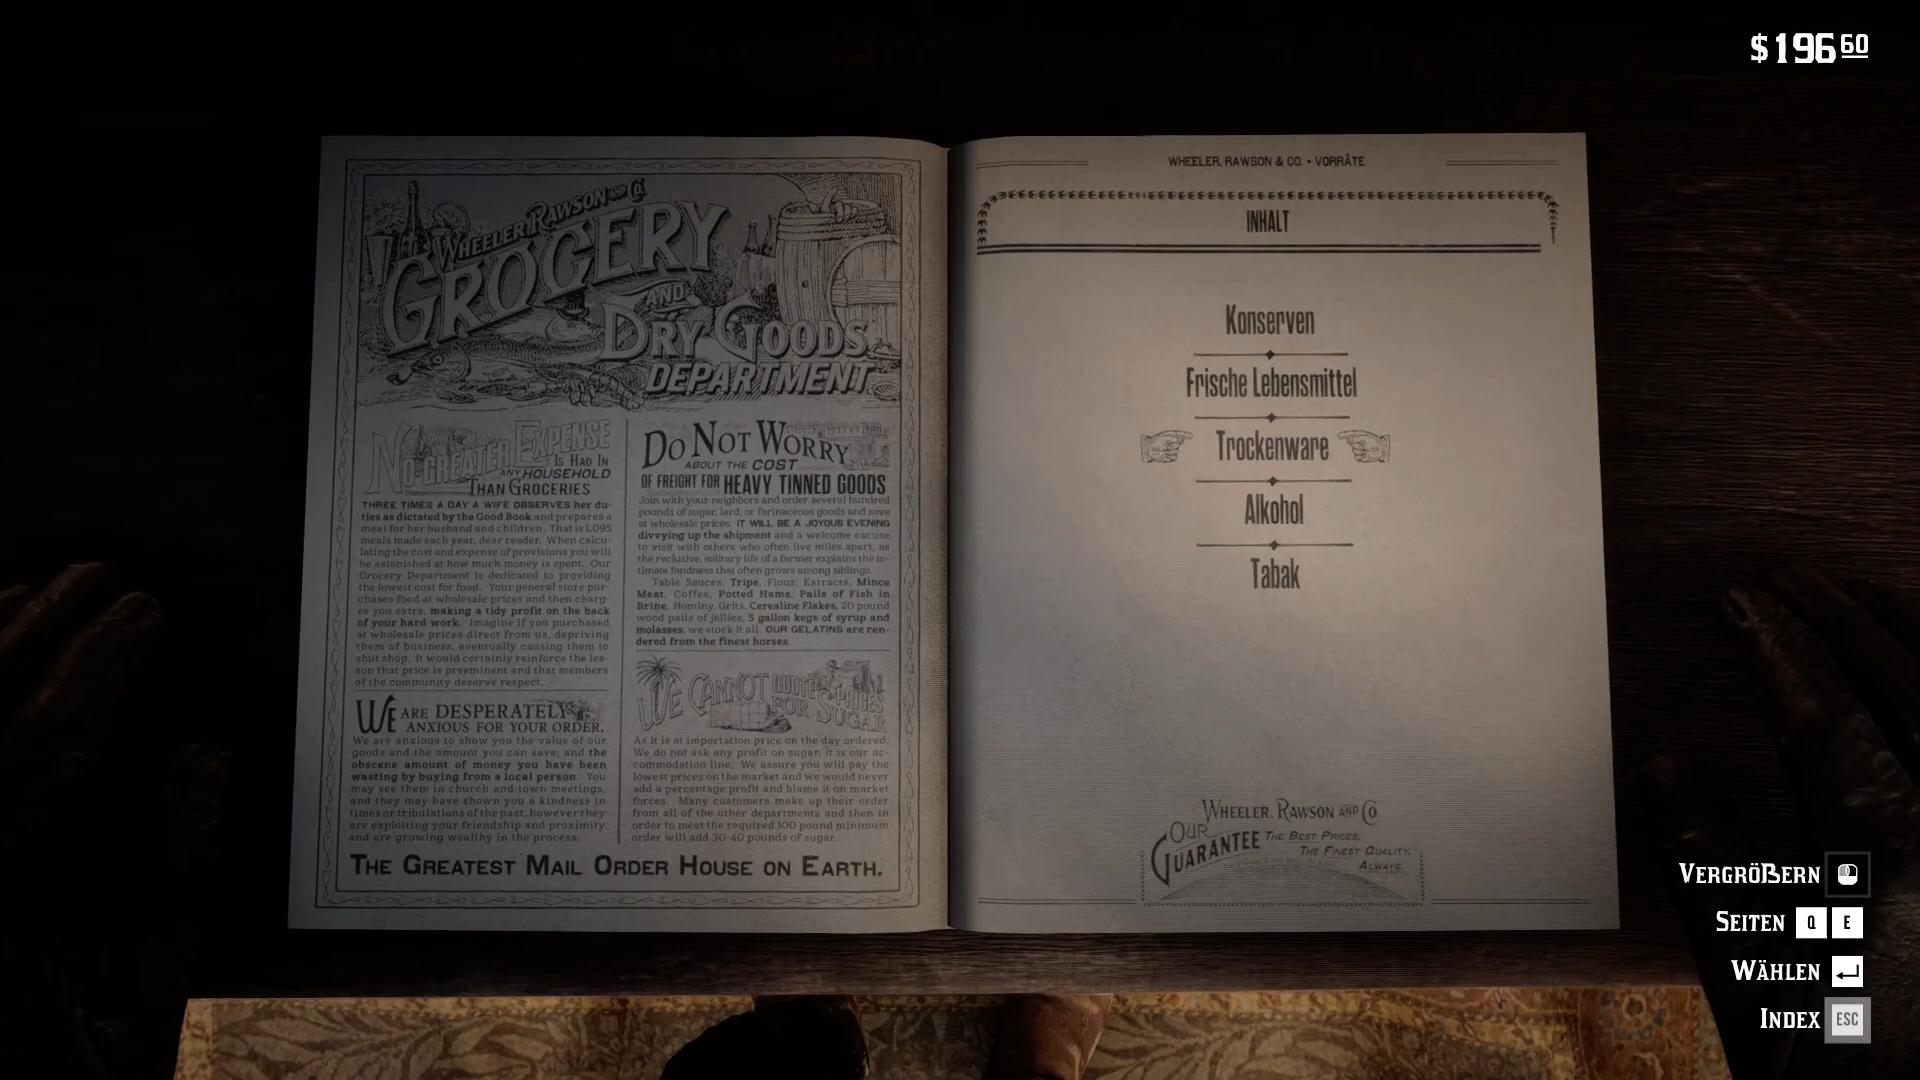 $196 60
WHEELER, RAWSON AND CO.
GROCERY
AND
DRY GOODS
DEPARTMENT
NO GREATER EXPENSE
IS HAD IN
ANY HOUSEHOLD
THAN GROCERIES
THREE TIMES A DAY A WIFE OBSERVES her du-
ties as dictated by the Good Book and prepares a
meal for her husband and children. That is 1,095
meals made each year, dear reader. When calcu-
lating the cost and expense of provisions you will
be astonished at how much money is spent. Our
Grocery Department is dedicated to providing
the lowest cost for food. Your general store pur-
chases food at wholesale prices and then charg-
es you extra, making a tidy profit on the back
of your hard work. Imagine if you purchased
at wholesale prices direct from us, depriving
them of business, eventually causing them to
shut shop. It would certainly reinforce the les-
son that price is preeminent and that members
of the community deserve respect.
WE ARE DESPERATELY
ANXIOUS FOR YOUR ORDER.
We are anxious to show you the value of our
goods and the amount you can save, and the
obscene amount of money you have been
wasting by buying from a local person. You
may see them in church and town meetings,
and they may have shown you a kindness in
times or tribulations of the past, however they
are exploiting your friendship and proximity
and are growing wealthy in the process.
DO NOT WORRY
ABOUT THE COST
OF FREIGHT FOR HEAVY TINNED GOODS
Join with your neighbors and order several hundred
pounds of sugar, lard, or farinaceous goods and save
at wholesale prices. IT WILL BE A JOYOUS EVENING
divvying up the shipment and a welcome excuse
to visit with others who often live miles apart, as
the reclusive, solitary life of a farmer explains the in-
timate fondness that often grows among siblings.
Table Sauces, Tripe, Flour, Extracts, Mince
Meat, Coffee, Potted Hams, Pails of Fish in
Brine, Hominy, Grits, Cerealine Flakes, 20 pound
wood pails of jellies, 5 gallon kegs of syrup and
molasses, we stock it all. OUR GELATINS are ren-
dered from the finest horses.
WE CANNOT QUOTE PRICES
FOR SUGAR
As it is at importation price on the day ordered.
We do not ask any profit on sugar, it is our ac-
commodation line. We assure you will pay the
lowest prices on the market and we would never
add a percentage profit and blame it on market
forces. Many customers make up their order
from all of the other departments and then in
order to meet the required 100 pound minimum
order will add 30-40 pounds of sugar.
THE GREATEST MAIL ORDER HOUSE ON EARTH.
WHEELER, RAWSON & CO. • VORRÄTE
INHALT
Konserven
Frische Lebensmittel
Trockenware
Alkohol
Tabak
WHEELER, RAWSON AND CO.
OUR
GUARANTEE
THE BEST PRICES.
THE FINEST QUALITY.
ALWAYS.
VERGRÖẞERN
SEITEN Q E
WÄHLEN
INDEX ESC